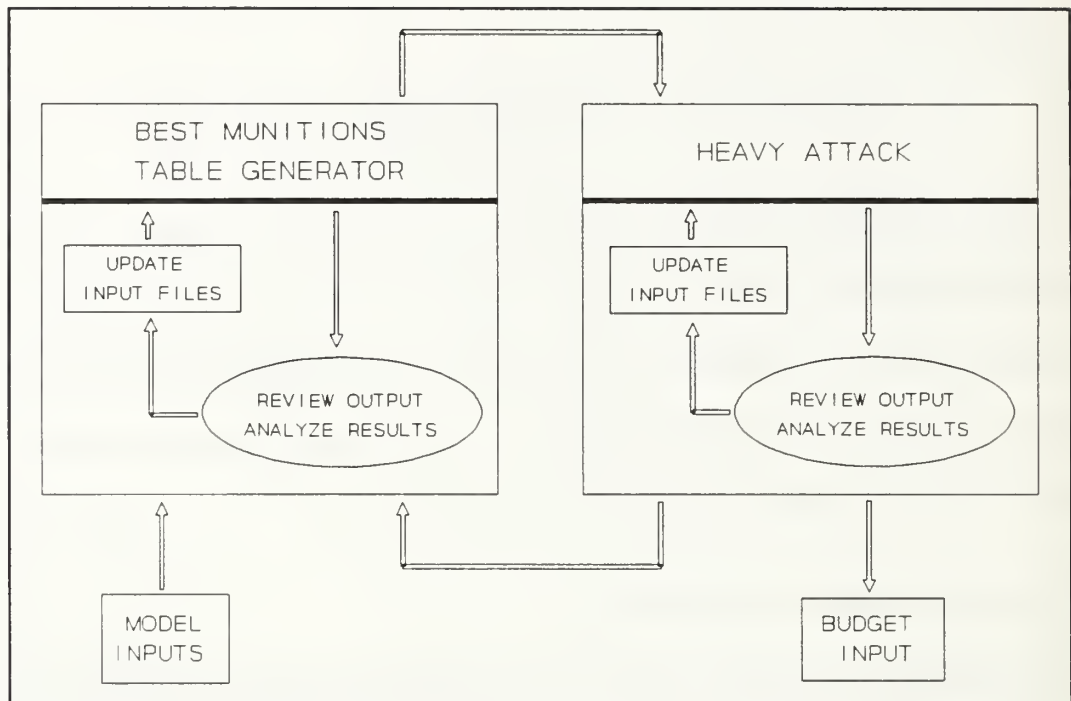 BEST MUNITIONS
TABLE GENERATOR
UPDATE
INPUT FILES
REVIEW OUTPUT
ANALYZE RESULTS
MODEL
INPUTS
HEAVY ATTACK
UPDATE
INPUT FILES
REVIEW OUTPUT
ANALYZE RESULTS
BUDGET
INPUT